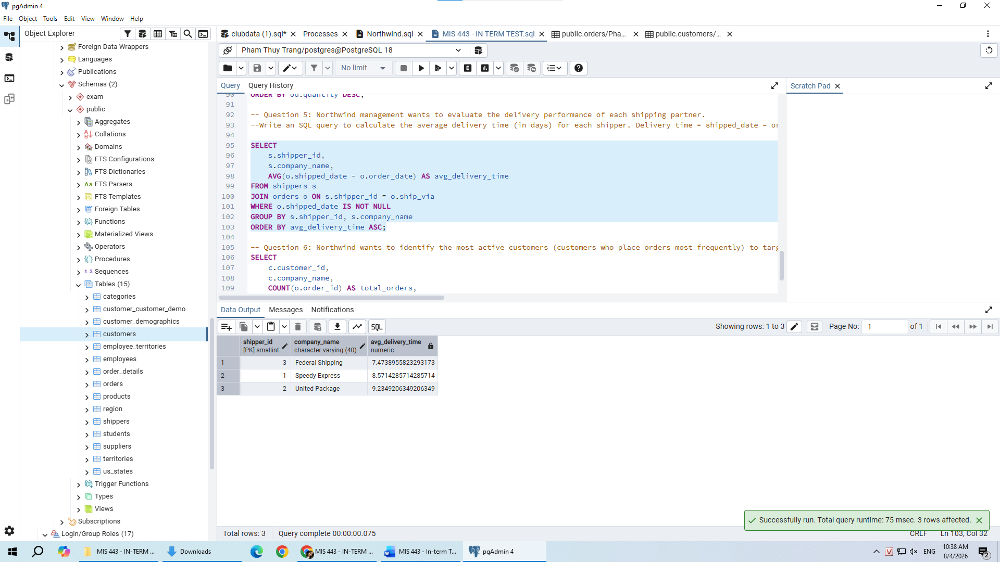 pgAdmin 4
File Object Tools Edit View Window Help
Object Explorer
clubdata (1).sql* Processes Northwind.sql MIS 443 - IN TERM TEST.sql public.orders/Pha... public.customers/...
Pham Thuy Trang/postgres@PostgreSQL 18
No limit
E
Query Query History
Scratch Pad
Foreign Data Wrappers
Languages
Publications
Schemas (2)
exam
public
Aggregates
Collations
Domains
FTS Configurations
FTS Dictionaries
FTS Parsers
FTS Templates
Foreign Tables
Functions
Materialized Views
Operators
Procedures
1..3 Sequences
Tables (15)
categories
customer_customer_demo
customer_demographics
customers
employee_territories
employees
order_details
orders
products
region
shippers
students
suppliers
territories
us_states
Trigger Functions
Types
Views
Subscriptions
Login/Group Roles (17)
90 ORDER BY od.quantity DESC;
91
92 -- Question 5: Northwind management wants to evaluate the delivery performance of each shipping partner.
93 --Write an SQL query to calculate the average delivery time (in days) for each shipper. Delivery time = shipped_date – or
94
95 SELECT
96 s.shipper_id,
97 s.company_name,
98 AVG(o.shipped_date - o.order_date) AS avg_delivery_time
99 FROM shippers s
100 JOIN orders o ON s.shipper_id = o.ship_via
101 WHERE o.shipped_date IS NOT NULL
102 GROUP BY s.shipper_id, s.company_name
103 ORDER BY avg_delivery_time ASC;
104
105 -- Question 6: Northwind wants to identify the most active customers (customers who place orders most frequently) to targ
106 SELECT
107 c.customer_id,
108 c.company_name,
109 COUNT(o.order_id) AS total_orders,
Data Output Messages Notifications
SQL
Showing rows: 1 to 3 Page No: 1 of 1
shipper_id company_name avg_delivery_time
[PK] smallint character varying (40) numeric
1 3 Federal Shipping 7.4738955823293173
2 1 Speedy Express 8.5714285714285714
3 2 United Package 9.2349206349206349
Successfully run. Total query runtime: 75 msec. 3 rows affected.
Total rows: 3 Query complete 00:00:00.075 CRLF Ln 103, Col 32
MIS 443 - IN-TERM ... Downloads MIS 443 - IN-TERM ... MIS 443 - In-term T... pgAdmin 4
ENG
10:38 AM
8/4/2026
2